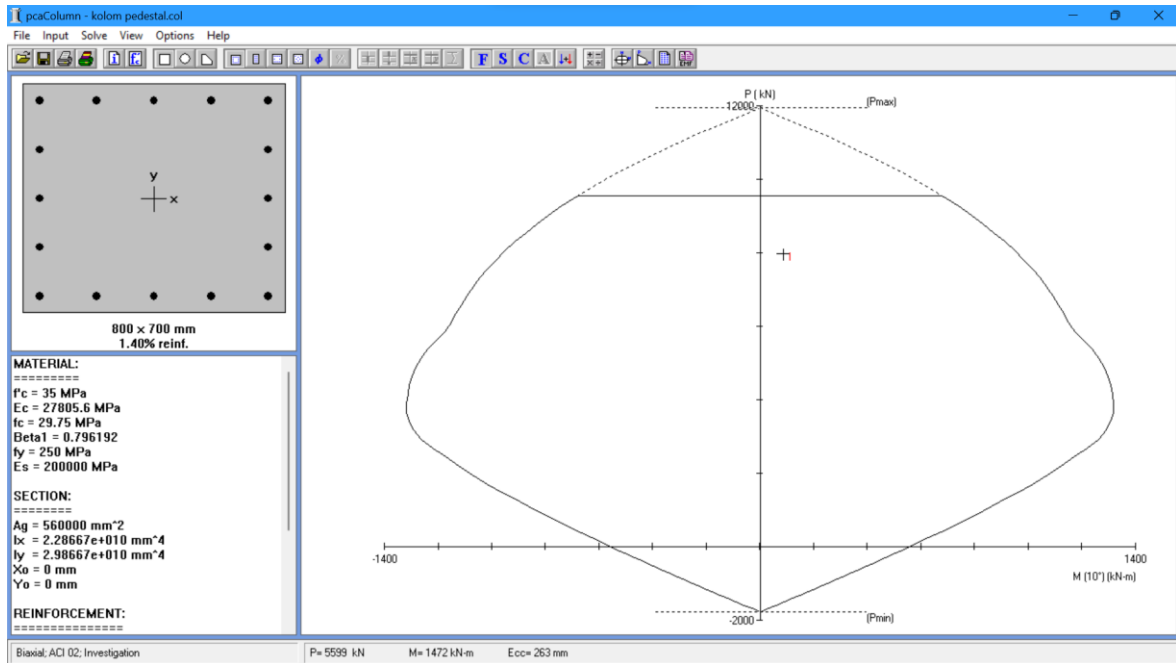 pcaColumn - kolom pedestal.col
File Input Solve View Options Help
F S C A
y
x
800 x 700 mm
1.40% reinf.
MATERIAL:
=========
f'c = 35 MPa
Ec = 27805.6 MPa
fc = 29.75 MPa
Beta1 = 0.796192
fy = 250 MPa
Es = 200000 MPa
SECTION:
========
Ag = 560000 mm^2
Ix = 2.28667e+010 mm^4
Iy = 2.98667e+010 mm^4
Xo = 0 mm
Yo = 0 mm
REINFORCEMENT:
===============
P ( kN)
12000
(Pmax)
1
-1400
1400
M (10°) (kN-m)
-2000
(Pmin)
Biaxial; ACI 02; Investigation
P= 5599 kN M= 1472 kN-m Ecc= 263 mm